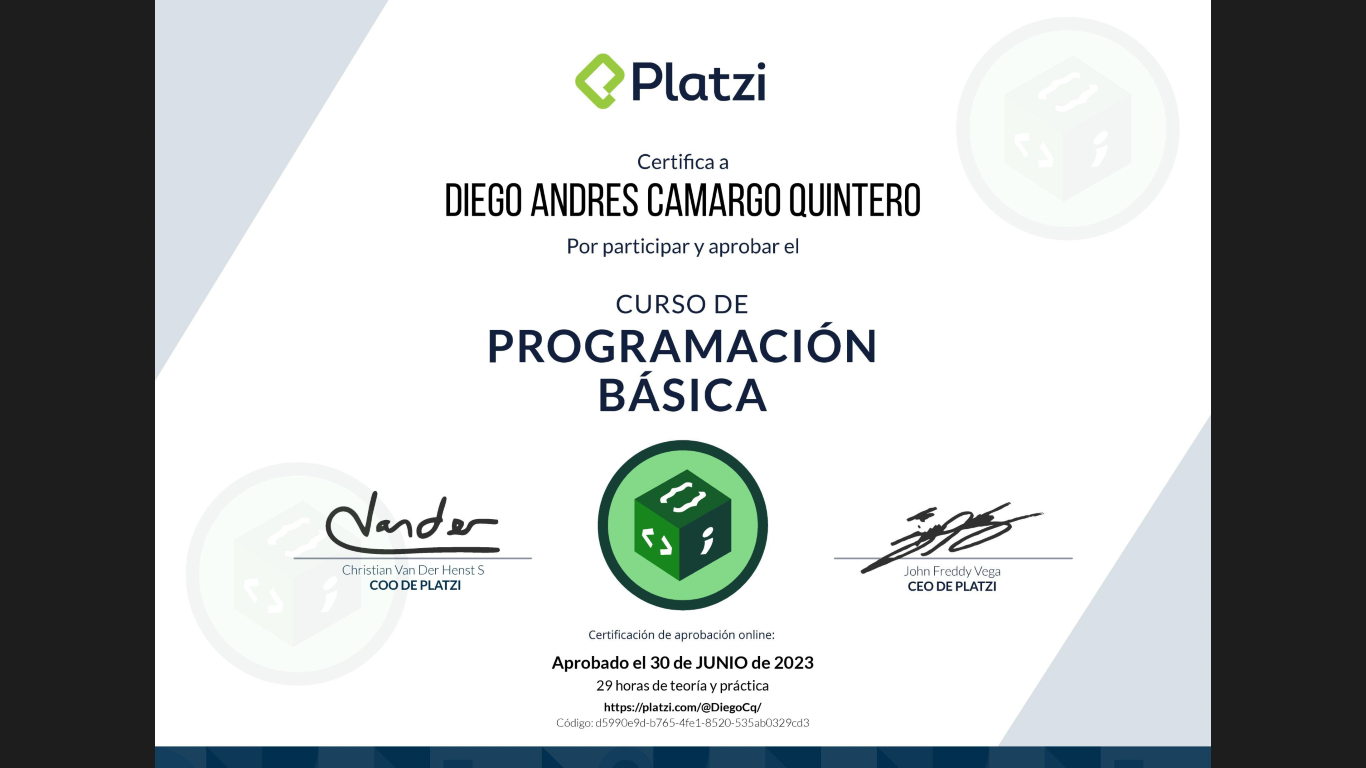 Platzi
Certifica a
DIEGO ANDRES CAMARGO QUINTERO
Por participar y aprobar el
CURSO DE
PROGRAMACIÓN
BÁSICA
Vander
Christian Van Der Henst S
COO DE PLATZI
John Freddy Vega
CEO DE PLATZI
Certificación de aprobación online:
Aprobado el 30 de JUNIO de 2023
29 horas de teoría y práctica
https://platzi.com/@DiegoCq/
Código: d5990e9d-b765-4fe1-8520-535ab0329cd3